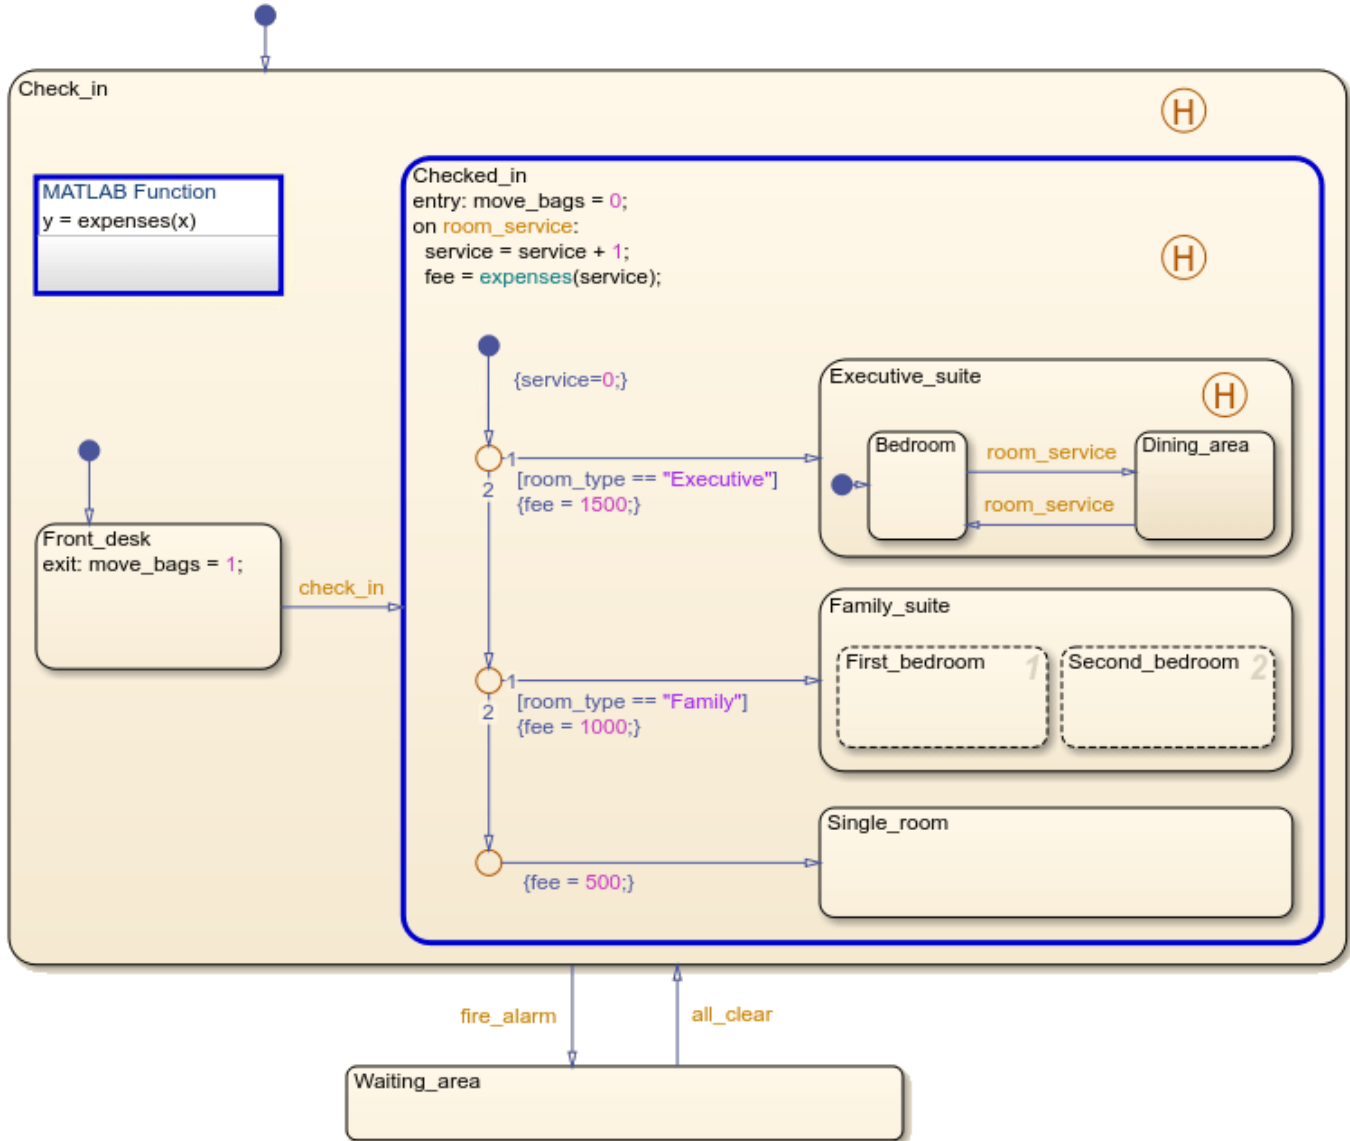 Check_in
H
MATLAB Function
y = expenses(x)
Checked_in
entry: move_bags = 0;
on room_service:
service = service + 1;
fee = expenses(service);
H
{service=0;}
Executive_suite
H
Bedroom
room_service
Dining_area
room_service
1
[room_type == "Executive"]
{fee = 1500;}
2
Front_desk
exit: move_bags = 1;
check_in
Family_suite
First_bedroom
1
Second_bedroom
2
1
[room_type == "Family"]
{fee = 1000;}
2
Single_room
{fee = 500;}
fire_alarm
all_clear
Waiting_area